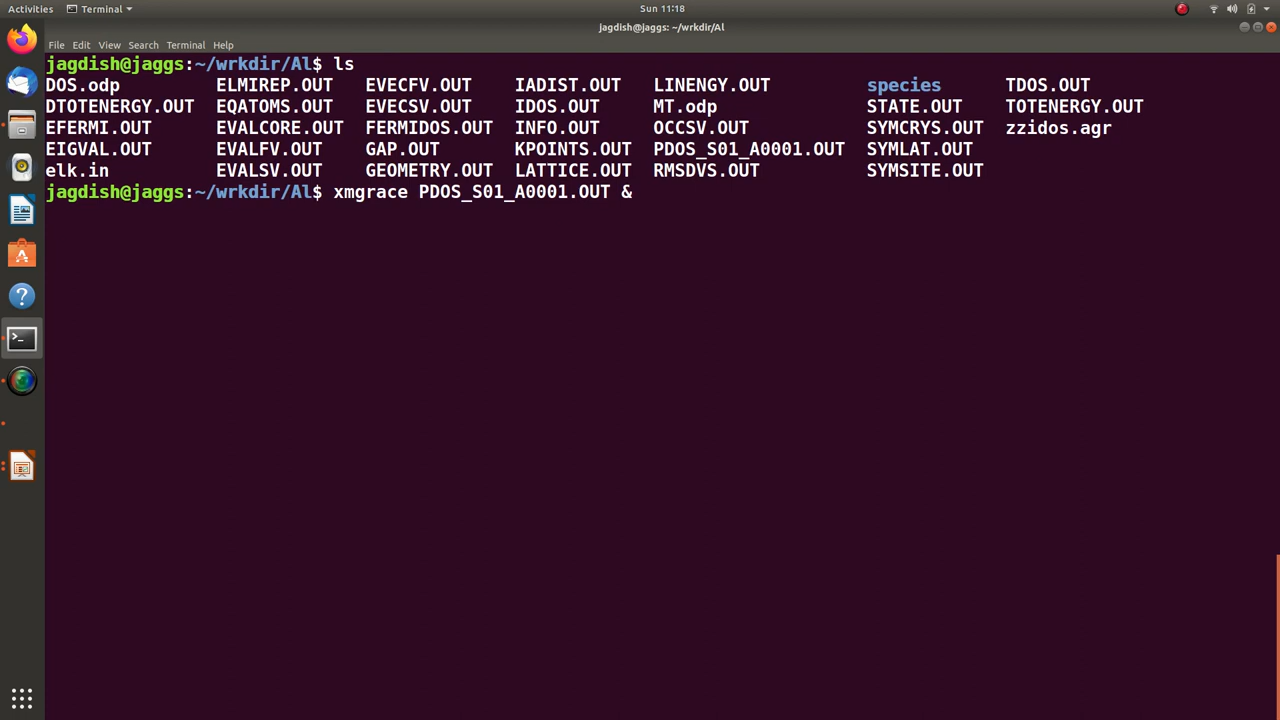 Activities Terminal Sun 11:18
jagdish@jaggs: ~/wrkdir/Al
File Edit View Search Terminal Help
jagdish@jaggs:~/wrkdir/Al$ ls
DOS.odp ELMIREP.OUT EVECFV.OUT IADIST.OUT LINENGY.OUT species TDOS.OUT
DTOTENERGY.OUT EQATOMS.OUT EVECSV.OUT IDOS.OUT MT.odp STATE.OUT TOTENERGY.OUT
EFERMI.OUT EVALCORE.OUT FERMIDOS.OUT INFO.OUT OCCSV.OUT SYMCRYS.OUT zzidos.agr
EIGVAL.OUT EVALFV.OUT GAP.OUT KPOINTS.OUT PDOS_S01_A0001.OUT SYMLAT.OUT
elk.in EVALSV.OUT GEOMETRY.OUT LATTICE.OUT RMSDVS.OUT SYMSITE.OUT
jagdish@jaggs:~/wrkdir/Al$ xmgrace PDOS_S01_A0001.OUT &